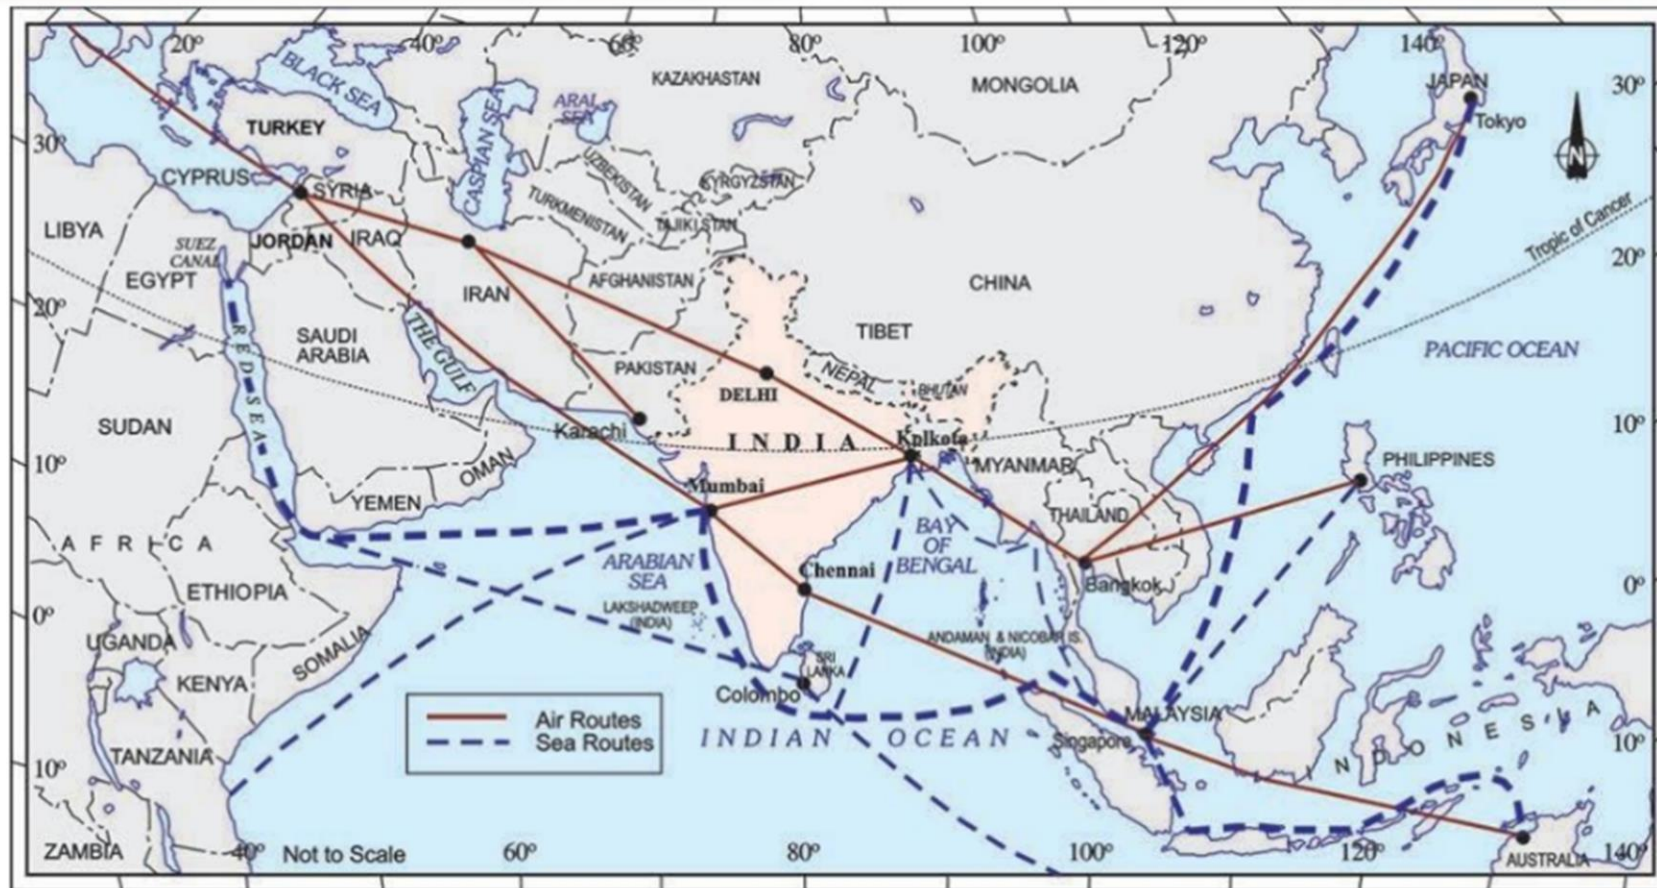 20° 40° 60° 80° 100° 120° 140°
BLACK SEA
CASPIAN SEA
ARAL
SEA
KAZAKHASTAN
MONGOLIA
JAPAN
30°
Tokyo
N
TURKEY
30°
UZBEKISTAN
KYRGYZSTAN
CYPRUS
SYRIA
TURKMENISTAN
TAJIKISTAN
Tropic of Cancer
LIBYA
SUEZ
CANAL
JORDAN
IRAQ
20°
EGYPT
IRAN
AFGHANISTAN
CHINA
20°
RED SEA
SAUDI
ARABIA
THE GULF
TIBET
PACIFIC OCEAN
PAKISTAN
NEPAL
BHUTAN
DELHI
SUDAN
Karachi
INDIA
Kolkota
10°
10°
OMAN
MYANMAR
PHILIPPINES
YEMEN
Mumbai
THAILAND
AFRICA
ARABIAN
SEA
BAY
OF
BENGAL
Chennai
Bangkok
0°
ETHIOPIA
LAKSHADWEEP
(INDIA)
0°
UGANDA
SOMALIA
ANDAMAN & NICOBAR IS.
(INDIA)
KENYA
SRI
LANKA
Colombo
MALAYSIA
Singapore
INDONESIA
Air Routes
Sea Routes
INDIAN OCEAN
10°
TANZANIA
10°
ZAMBIA
40° Not to Scale 60° 80° 100° 120° 140°
AUSTRALIA